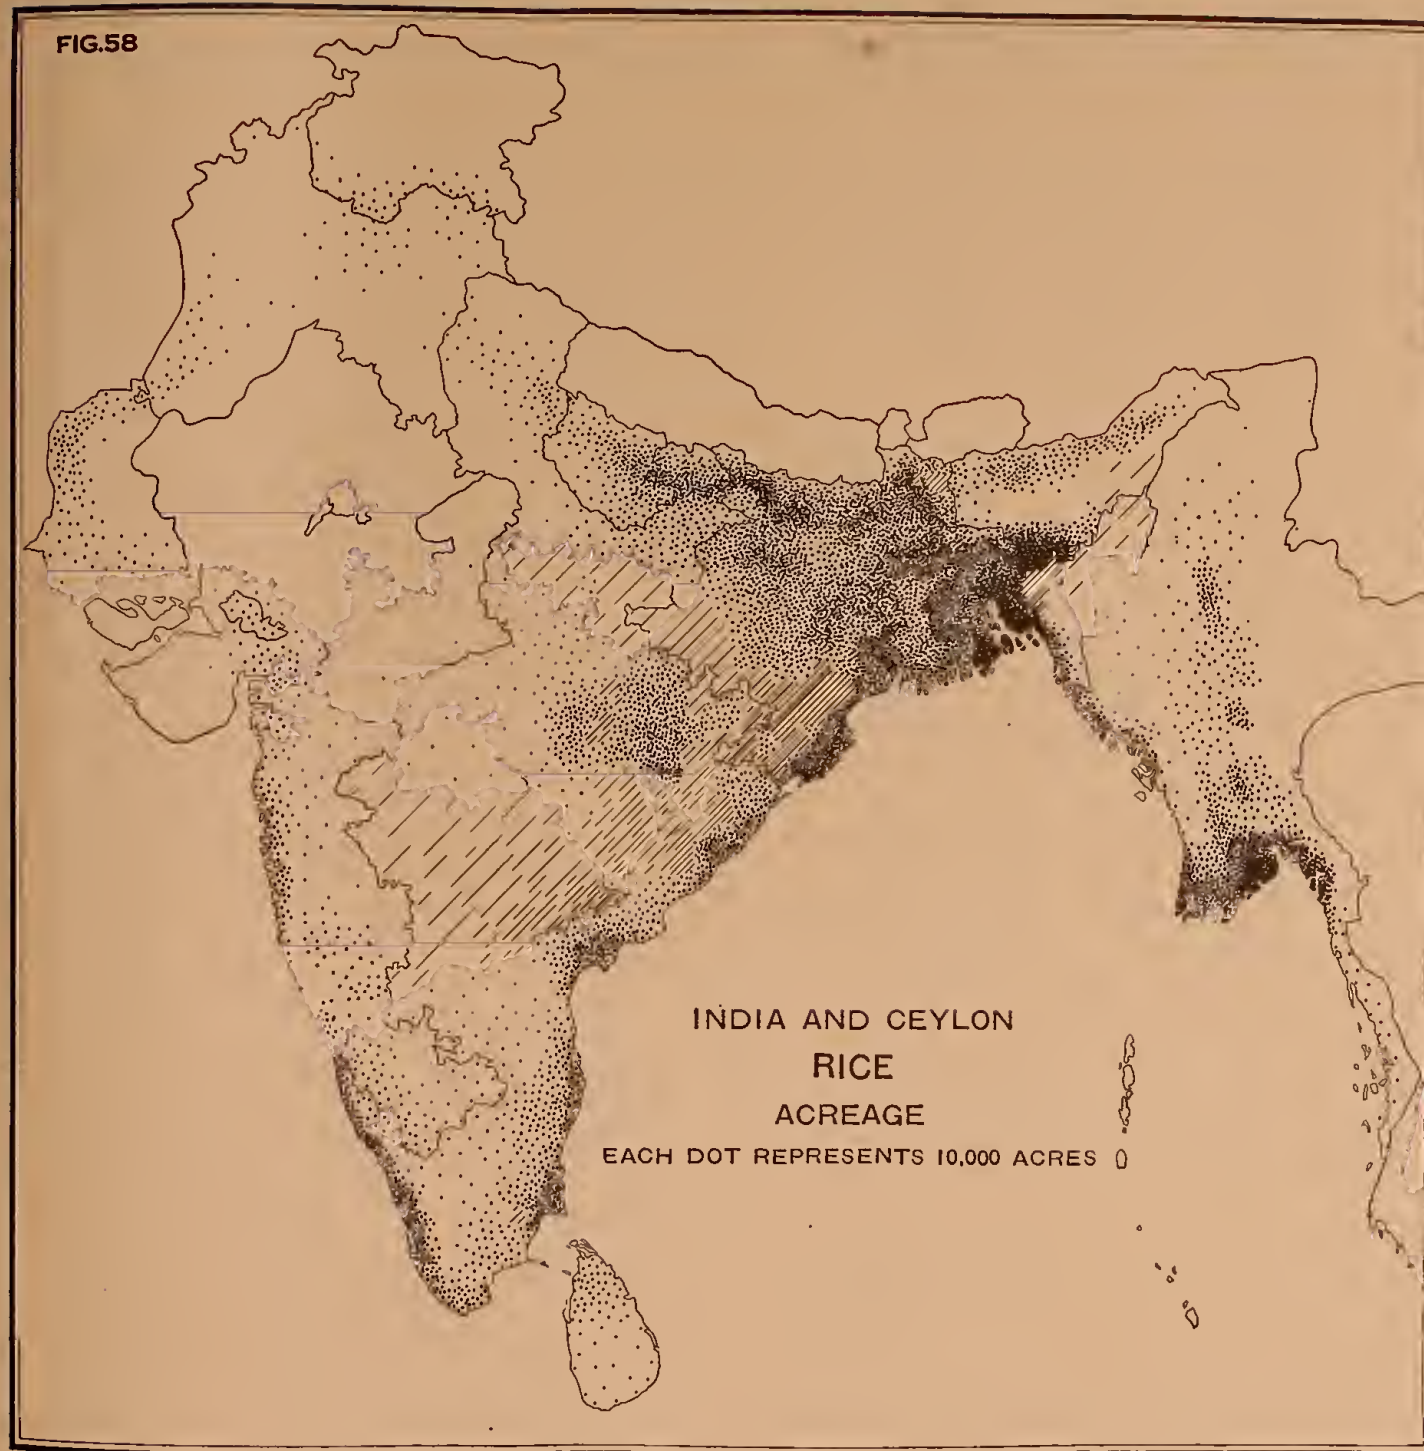 FIG.58
INDIA AND CEYLON
RICE
ACREAGE
EACH DOT REPRESENTS 10,000 ACRES